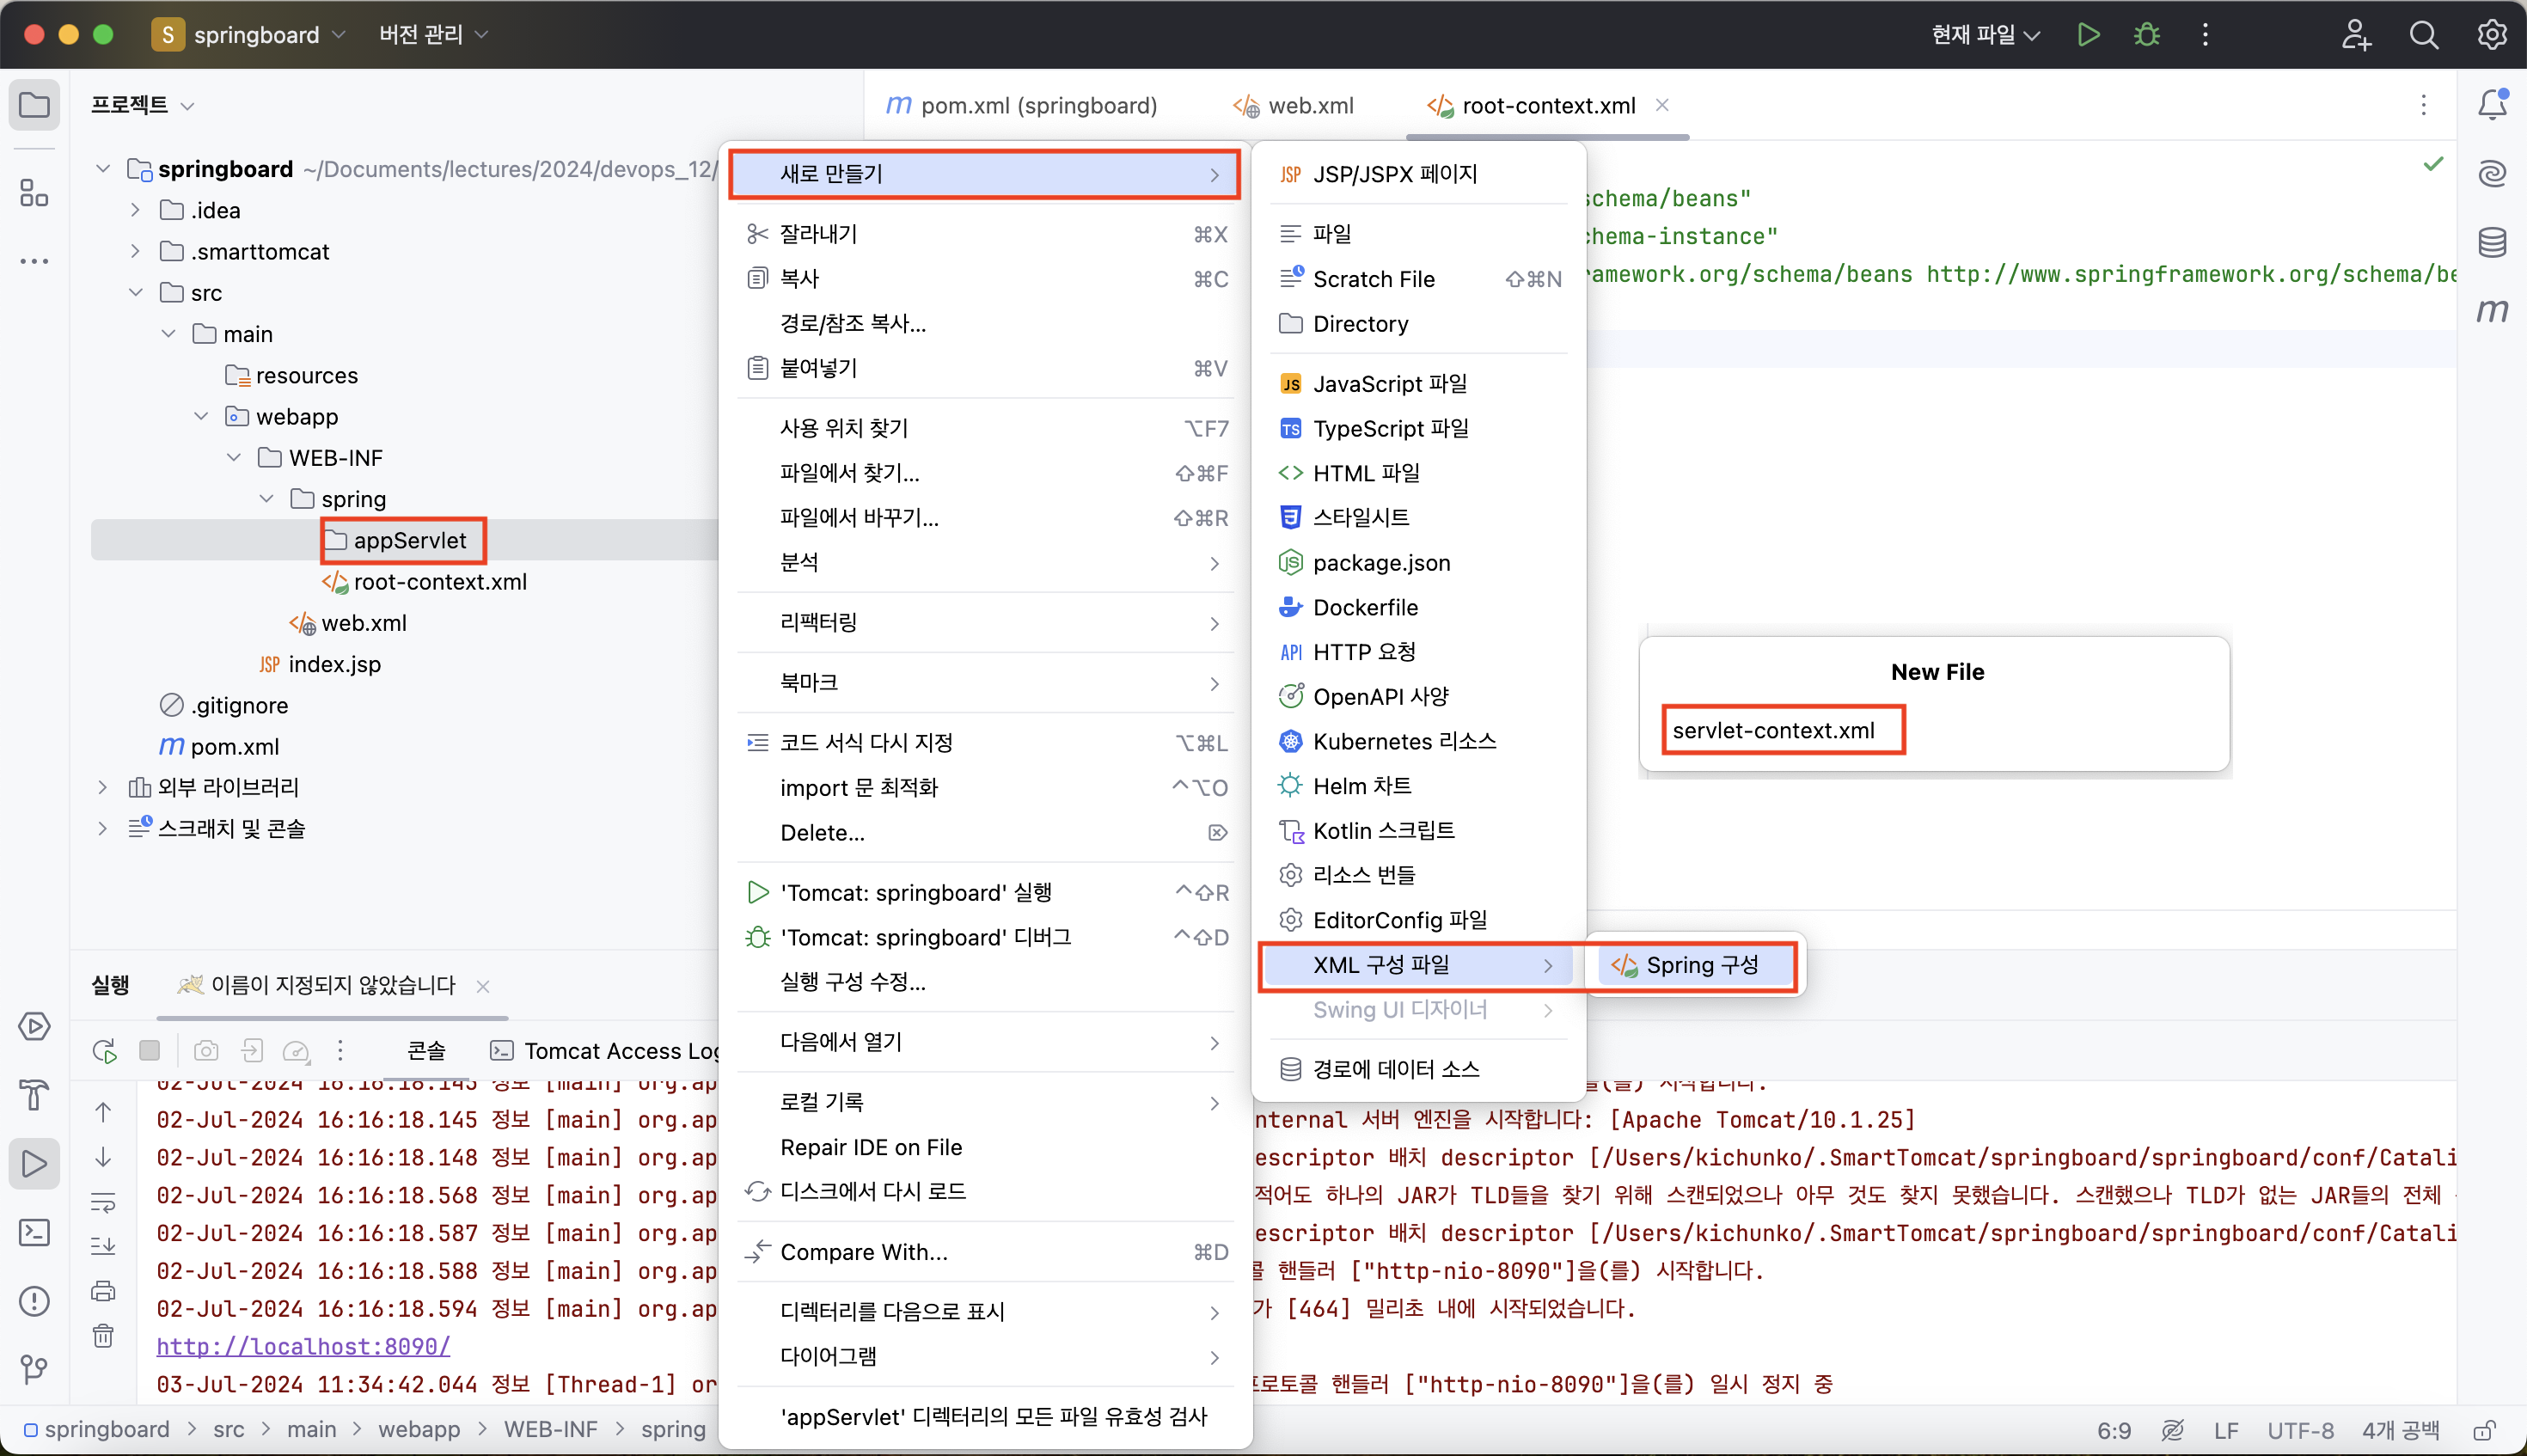 S springboard 버전 관리 현재 파일
프로젝트
pom.xml (springboard) web.xml root-context.xml
springboard ~/Documents/lectures/2024/devops_12/
.idea
.smarttomcat
src
main
resources
webapp
WEB-INF
spring
appServlet
root-context.xml
web.xml
JSP index.jsp
.gitignore
m pom.xml
외부 라이브러리
스크래치 및 콘솔
새로 만들기
잘라내기 ⌘X
복사 ⌘C
경로/참조 복사...
붙여넣기 ⌘V
사용 위치 찾기 ⌥F7
파일에서 찾기... ⇧⌘F
파일에서 바꾸기... ⇧⌘R
분석
리팩터링
북마크
코드 서식 다시 지정 ⌥⌘L
import 문 최적화 ^⌥O
Delete... ⌦
'Tomcat: springboard' 실행 ^⇧R
'Tomcat: springboard' 디버그 ^⇧D
실행 구성 수정...
다음에서 열기
로컬 기록
Repair IDE on File
디스크에서 다시 로드
Compare With... ⌘D
디렉터리를 다음으로 표시
다이어그램
'appServlet' 디렉터리의 모든 파일 유효성 검사
JSP JSP/JSPX 페이지
파일
Scratch File ⇧⌘N
Directory
JS JavaScript 파일
TS TypeScript 파일
HTML 파일
스타일시트
package.json
Dockerfile
API HTTP 요청
OpenAPI 사양
Kubernetes 리소스
Helm 차트
Kotlin 스크립트
리소스 번들
EditorConfig 파일
XML 구성 파일
Swing UI 디자이너
경로에 데이터 소스
Spring 구성
schema/beans"
chema-instance"
ramework.org/schema/beans http://www.springframework.org/schema/be
New File
servlet-context.xml
실행 이름이 지정되지 않았습니다
콘솔 Tomcat Access Log
02-Jul-2024 16:16:18.145 정보 [main] org.ap 을(를) 시작합니다.
02-Jul-2024 16:16:18.145 정보 [main] org.ap nternal 서버 엔진을 시작합니다: [Apache Tomcat/10.1.25]
02-Jul-2024 16:16:18.148 정보 [main] org.ap escriptor 배치 descriptor [/Users/kichunko/.SmartTomcat/springboard/springboard/conf/Catali
02-Jul-2024 16:16:18.568 정보 [main] org.ap 적어도 하나의 JAR가 TLD들을 찾기 위해 스캔되었으나 아무 것도 찾지 못했습니다. 스캔했으나 TLD가 없는 JAR들의 전체
02-Jul-2024 16:16:18.587 정보 [main] org.ap escriptor 배치 descriptor [/Users/kichunko/.SmartTomcat/springboard/springboard/conf/Catali
02-Jul-2024 16:16:18.588 정보 [main] org.ap 핸들러 ["http-nio-8090"]을(를) 시작합니다.
02-Jul-2024 16:16:18.594 정보 [main] org.ap 가 [464] 밀리초 내에 시작되었습니다.
http://localhost:8090/
03-Jul-2024 11:34:42.044 정보 [Thread-1] or 프로토콜 핸들러 ["http-nio-8090"]을(를) 일시 정지 중
springboard > src > main > webapp > WEB-INF > spring 6:9 LF UTF-8 4개 공백